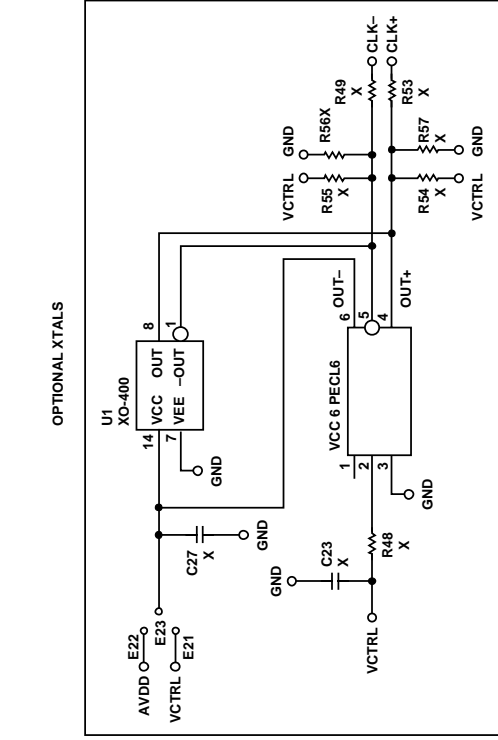 OPTIONAL XTALS
CLK–
CLK+
R49
X
R53
X
R56X
GND
R57
X
GND
VCTRL
R55
X
R54
X
VCTRL
8
1
U1
XO-400
VCC OUT
VEE –OUT
14
7
GND
OUT–
6
5
4
OUT+
VCC 6 PECL6
1
2
3
GND
C27
X
GND
GND
C23
X
R48
X
E22
E23
E21
AVDD
VCTRL
VCTRL